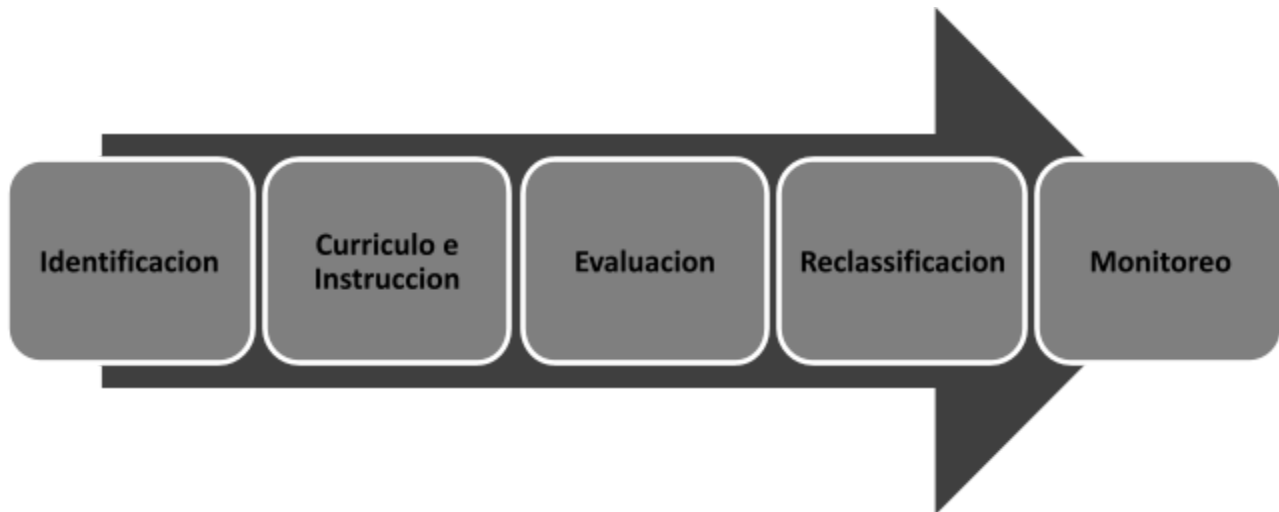 Identificacion
Curriculo e
Instruccion
Evaluacion
Reclassificacion
Monitoreo